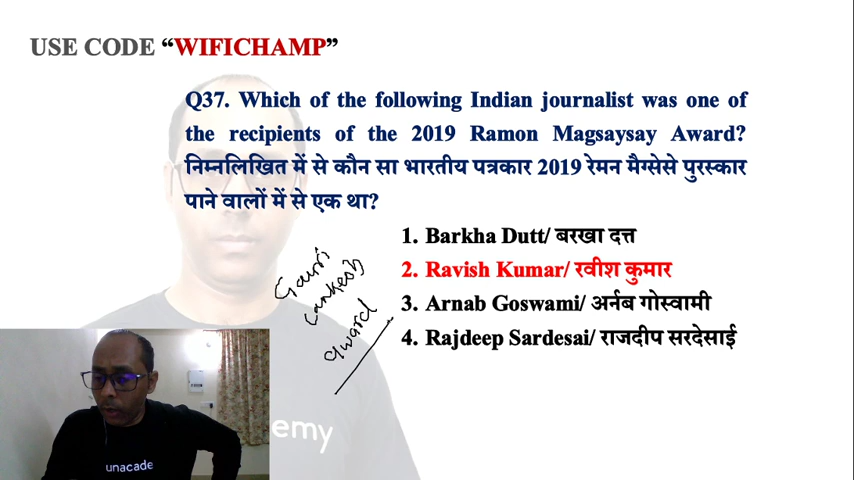 USE CODE “WIFICHAMP”
Q37. Which of the following Indian journalist was one of
the recipients of the 2019 Ramon Magsaysay Award?
निम्नलिखित में से कौन सा भारतीय पत्रकार 2019 रेमन मैग्सेसे पुरस्कार
पाने वालों में से एक था?
1. Barkha Dutt/ बरखा दत्त
2. Ravish Kumar/ रवीश कुमार
3. Arnab Goswami/ अर्नब गोस्वामी
4. Rajdeep Sardesai/ राजदीप सरदेसाई
Gauri
Lankesh
Award
emy
unacade